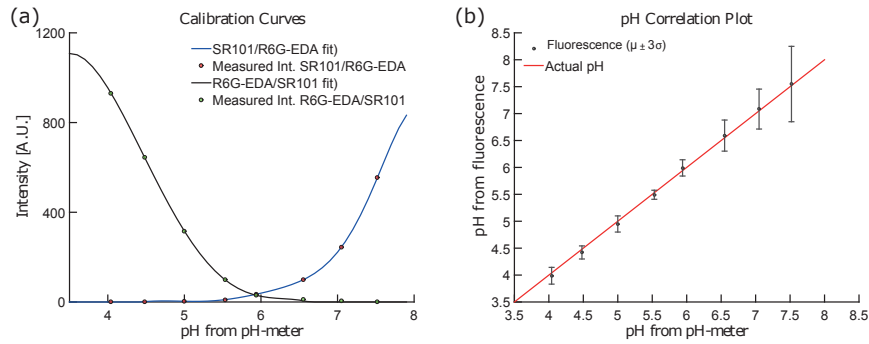 (a)
Calibration Curves
1200
900
600
300
0
Intensity [A.U.]
SR101/R6G-EDA fit)
Measured Int. SR101/R6G-EDA
R6G-EDA/SR101 fit)
Measured Int. R6G-EDA/SR101
4 5 6 7 8
pH from pH-meter
(b)
pH Correlation Plot
Fluorescence (μ ± 3σ)
Actual pH
8.5
8
7.5
7
6.5
6
5.5
5
4.5
4
3.5
pH from fluorescence
3.5 4 4.5 5 5.5 6 6.5 7 7.5 8 8.5
pH from pH-meter